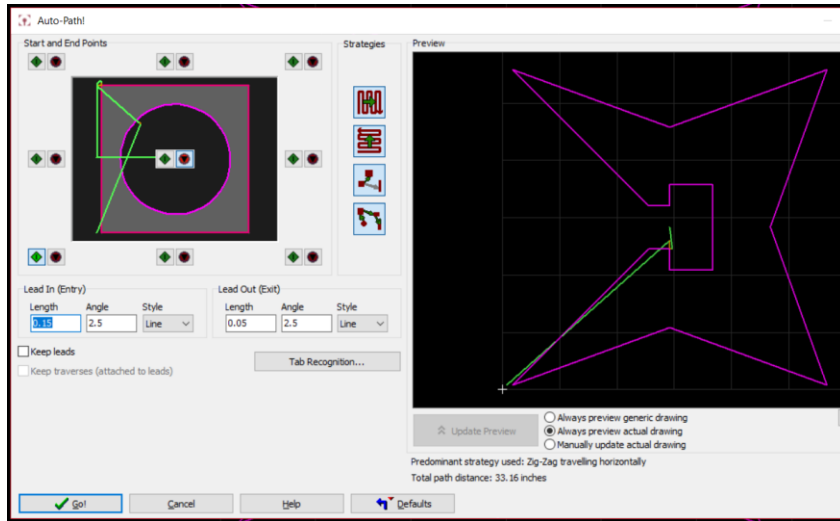 Auto-Path!
Start and End Points
Strategies
Preview
Lead In (Entry)
Lead Out (Exit)
Length Angle Style
Length Angle Style
0.15 2.5 Line
0.05 2.5 Line
Keep leads
Keep traverses (attached to leads)
Tab Recognition...
Update Preview
Always preview generic drawing
Always preview actual drawing
Manually update actual drawing
Predominant strategy used: Zig-Zag travelling horizontally
Total path distance: 33.16 inches
Go! Cancel Help Defaults